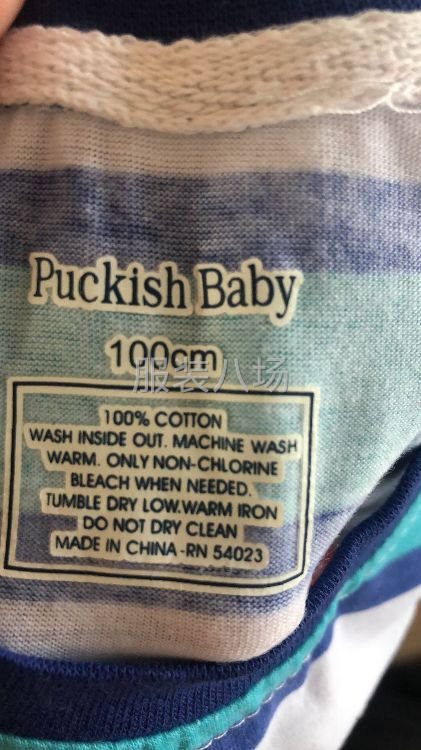 Puckish Baby
100cm
服装八场
100% COTTON
WASH INSIDE OUT. MACHINE WASH
WARM. ONLY NON-CHLORINE
BLEACH WHEN NEEDED.
TUMBLE DRY LOW.WARM IRON
DO NOT DRY CLEAN
MADE IN CHINA-RN 54023